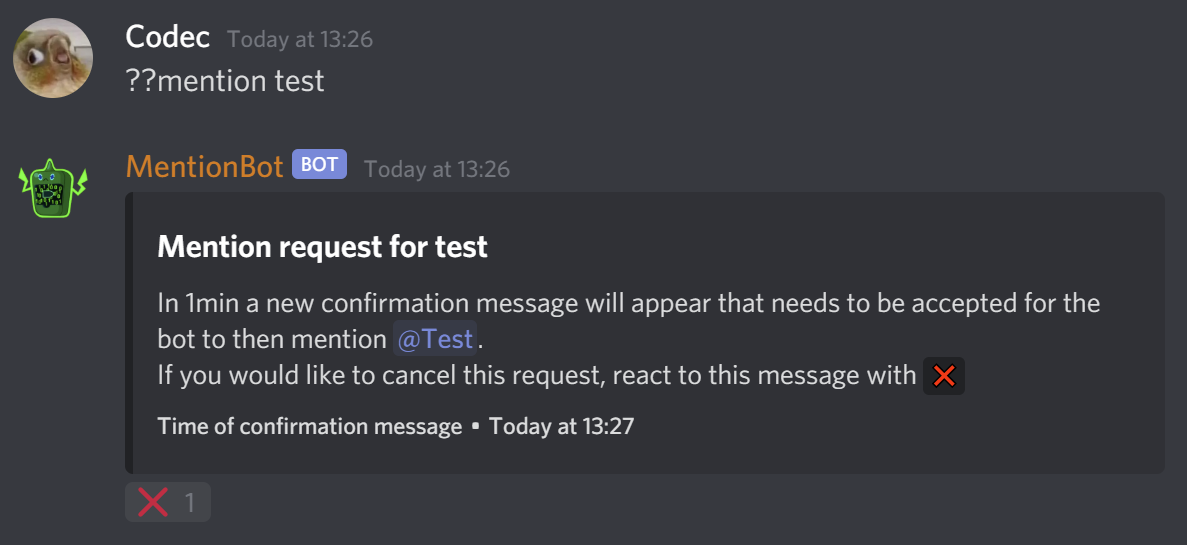 Codec Today at 13:26
??mention test
MentionBot BOT Today at 13:26
Mention request for test
In 1min a new confirmation message will appear that needs to be accepted for the
bot to then mention @Test.
If you would like to cancel this request, react to this message with ❌
Time of confirmation message • Today at 13:27
❌ 1